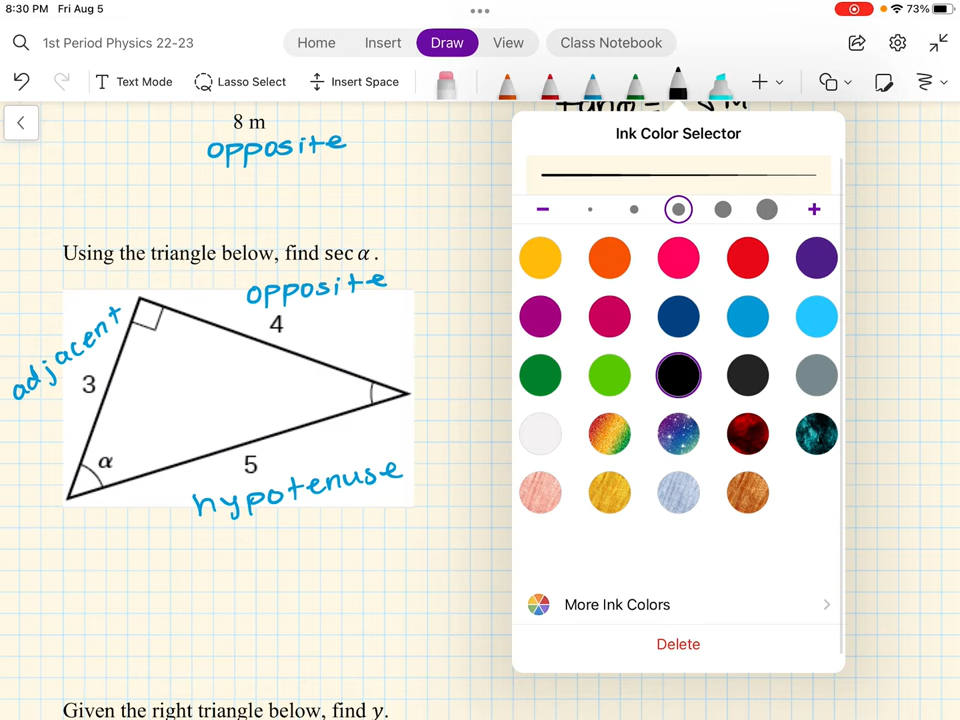 8:30 PM Fri Aug 5 73%
1st Period Physics 22-23 Home Insert Draw View Class Notebook
Text Mode Lasso Select Insert Space
8 m
opposite
Ink Color Selector
Using the triangle below, find sec α .
opposite
4
adjacent
3
α
5
hypotenuse
More Ink Colors
Delete
Given the right triangle below, find y.